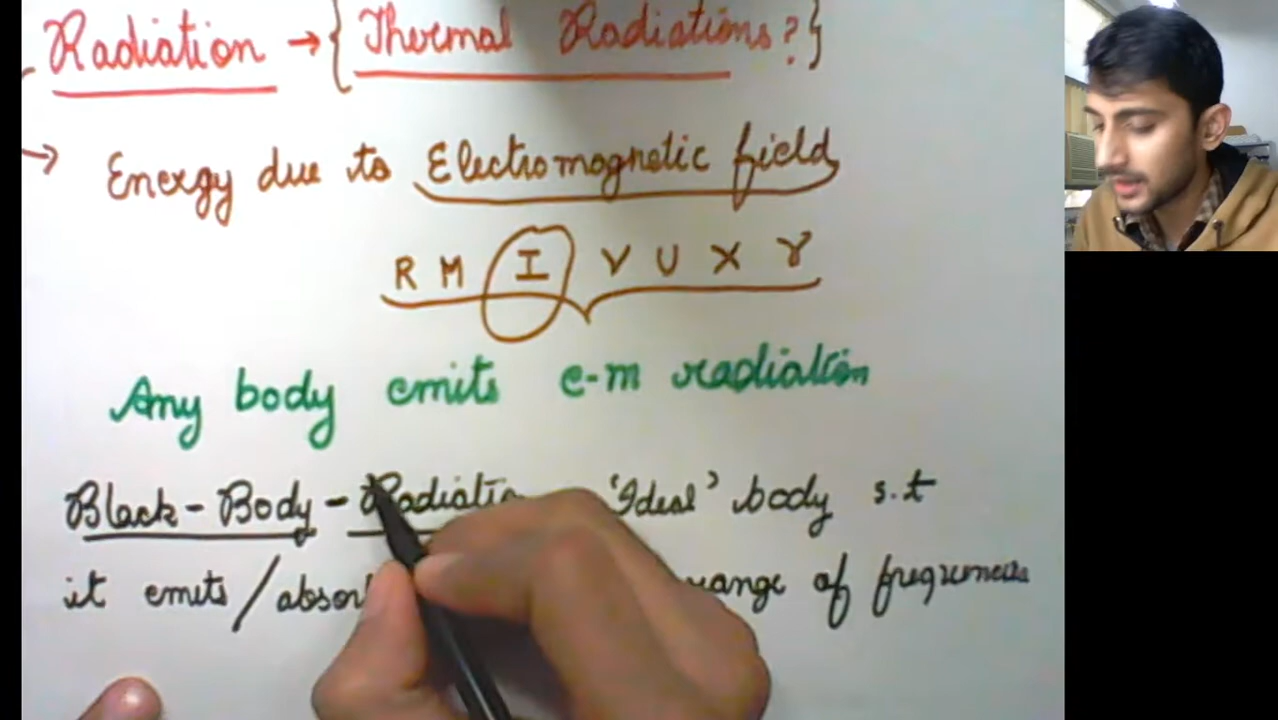 Radiation → { Thermal Radiations? }
→ Energy due to Electromagnetic field
R M I V U X γ
Any body emits e-m radiation
Black-Body- 'Ideal' body s.t
it emits / range of frequencies